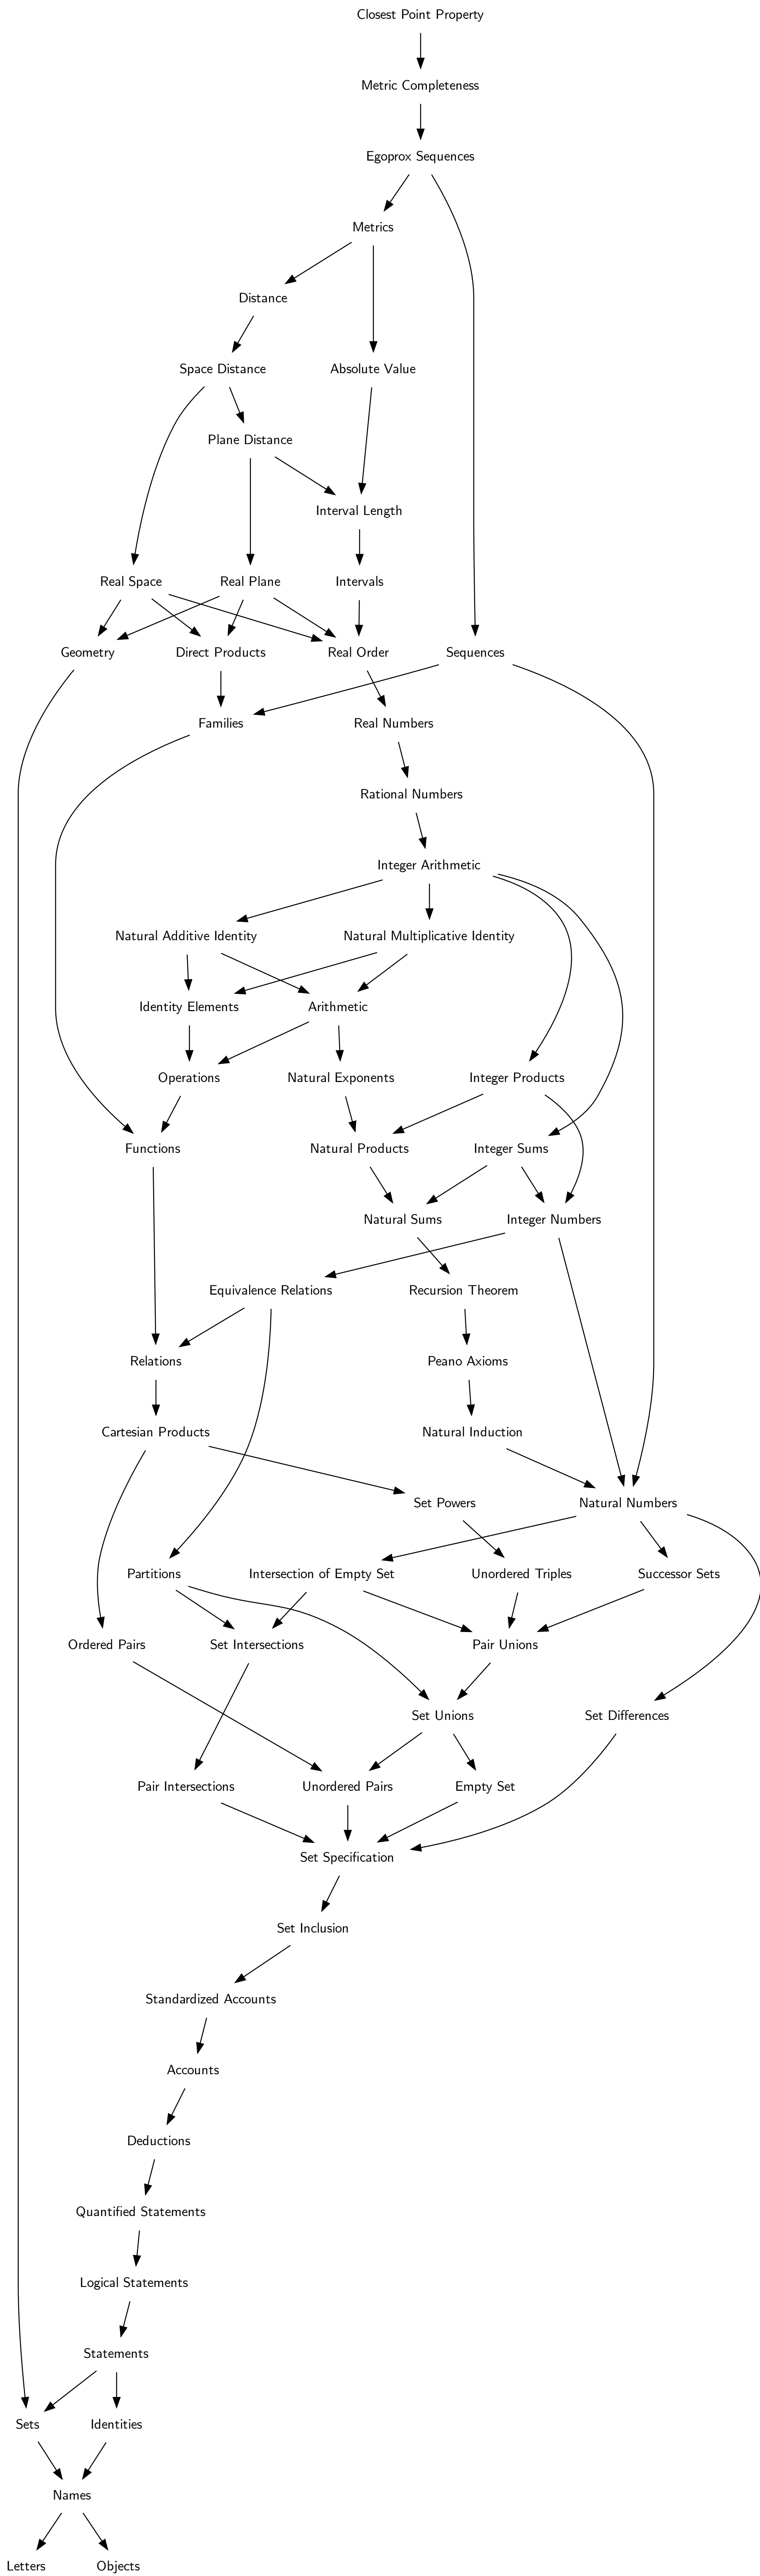 Closest Point Property
Metric Completeness
Egoprox Sequences
Metrics
Distance
Space Distance
Absolute Value
Plane Distance
Interval Length
Real Space
Real Plane
Intervals
Geometry
Direct Products
Real Order
Sequences
Families
Real Numbers
Rational Numbers
Integer Arithmetic
Natural Additive Identity
Natural Multiplicative Identity
Identity Elements
Arithmetic
Operations
Natural Exponents
Integer Products
Functions
Natural Products
Integer Sums
Natural Sums
Integer Numbers
Equivalence Relations
Recursion Theorem
Relations
Peano Axioms
Cartesian Products
Natural Induction
Set Powers
Natural Numbers
Partitions
Intersection of Empty Set
Unordered Triples
Successor Sets
Ordered Pairs
Set Intersections
Pair Unions
Set Unions
Set Differences
Pair Intersections
Unordered Pairs
Empty Set
Set Specification
Set Inclusion
Standardized Accounts
Accounts
Deductions
Quantified Statements
Logical Statements
Statements
Sets
Identities
Names
Letters
Objects